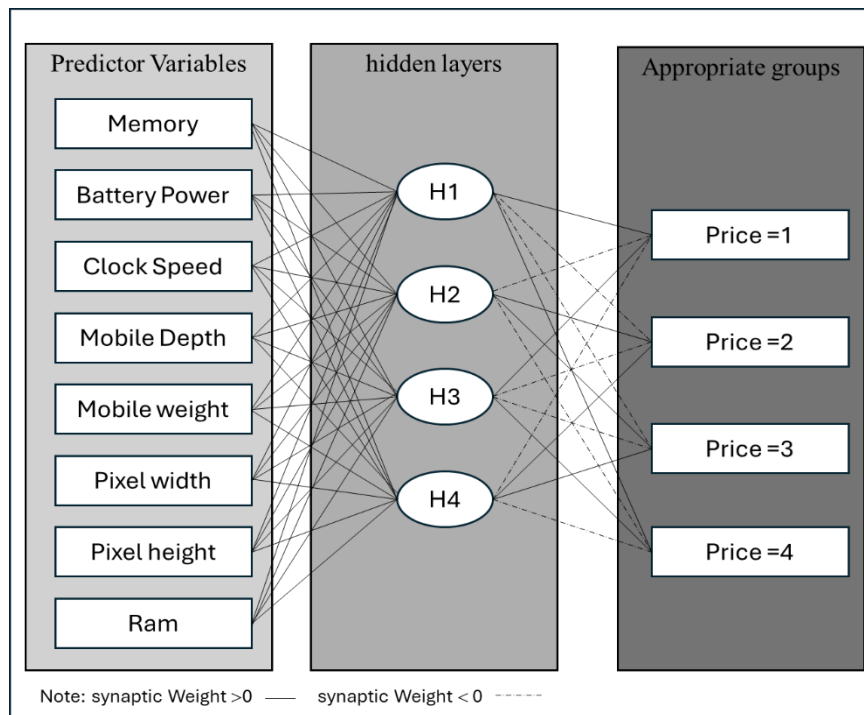 Predictor Variables
Memory
Battery Power
Clock Speed
Mobile Depth
Mobile weight
Pixel width
Pixel height
Ram
hidden layers
H1
H2
H3
H4
Appropriate groups
Price =1
Price =2
Price =3
Price =4
Note: synaptic Weight >0 synaptic Weight < 0